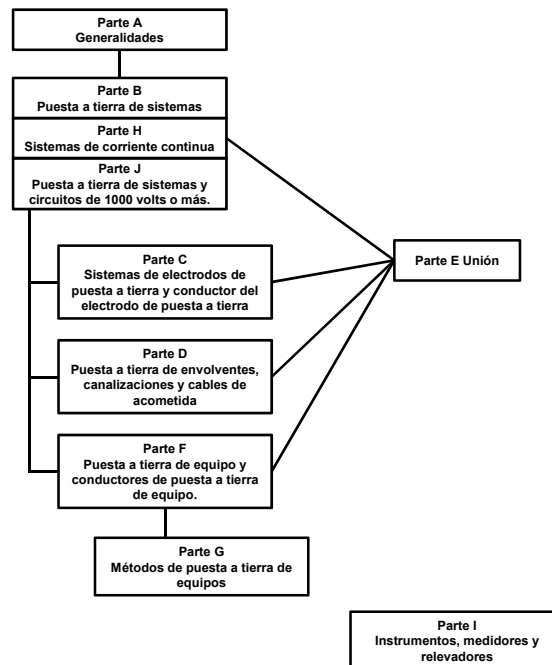 Parte A
Generalidades
Parte B
Puesta a tierra de sistemas
Parte H
Sistemas de corriente continua
Parte J
Puesta a tierra de sistemas y
circuitos de 1000 volts o más.
Parte C
Sistemas de electrodos de
puesta a tierra y conductor del
electrodo de puesta a tierra
Parte E Unión
Parte D
Puesta a tierra de envolventes,
canalizaciones y cables de
acometida
Parte F
Puesta a tierra de equipo y
conductores de puesta a tierra
de equipo.
Parte G
Métodos de puesta a tierra de
equipos
Parte I
Instrumentos, medidores y
relevadores